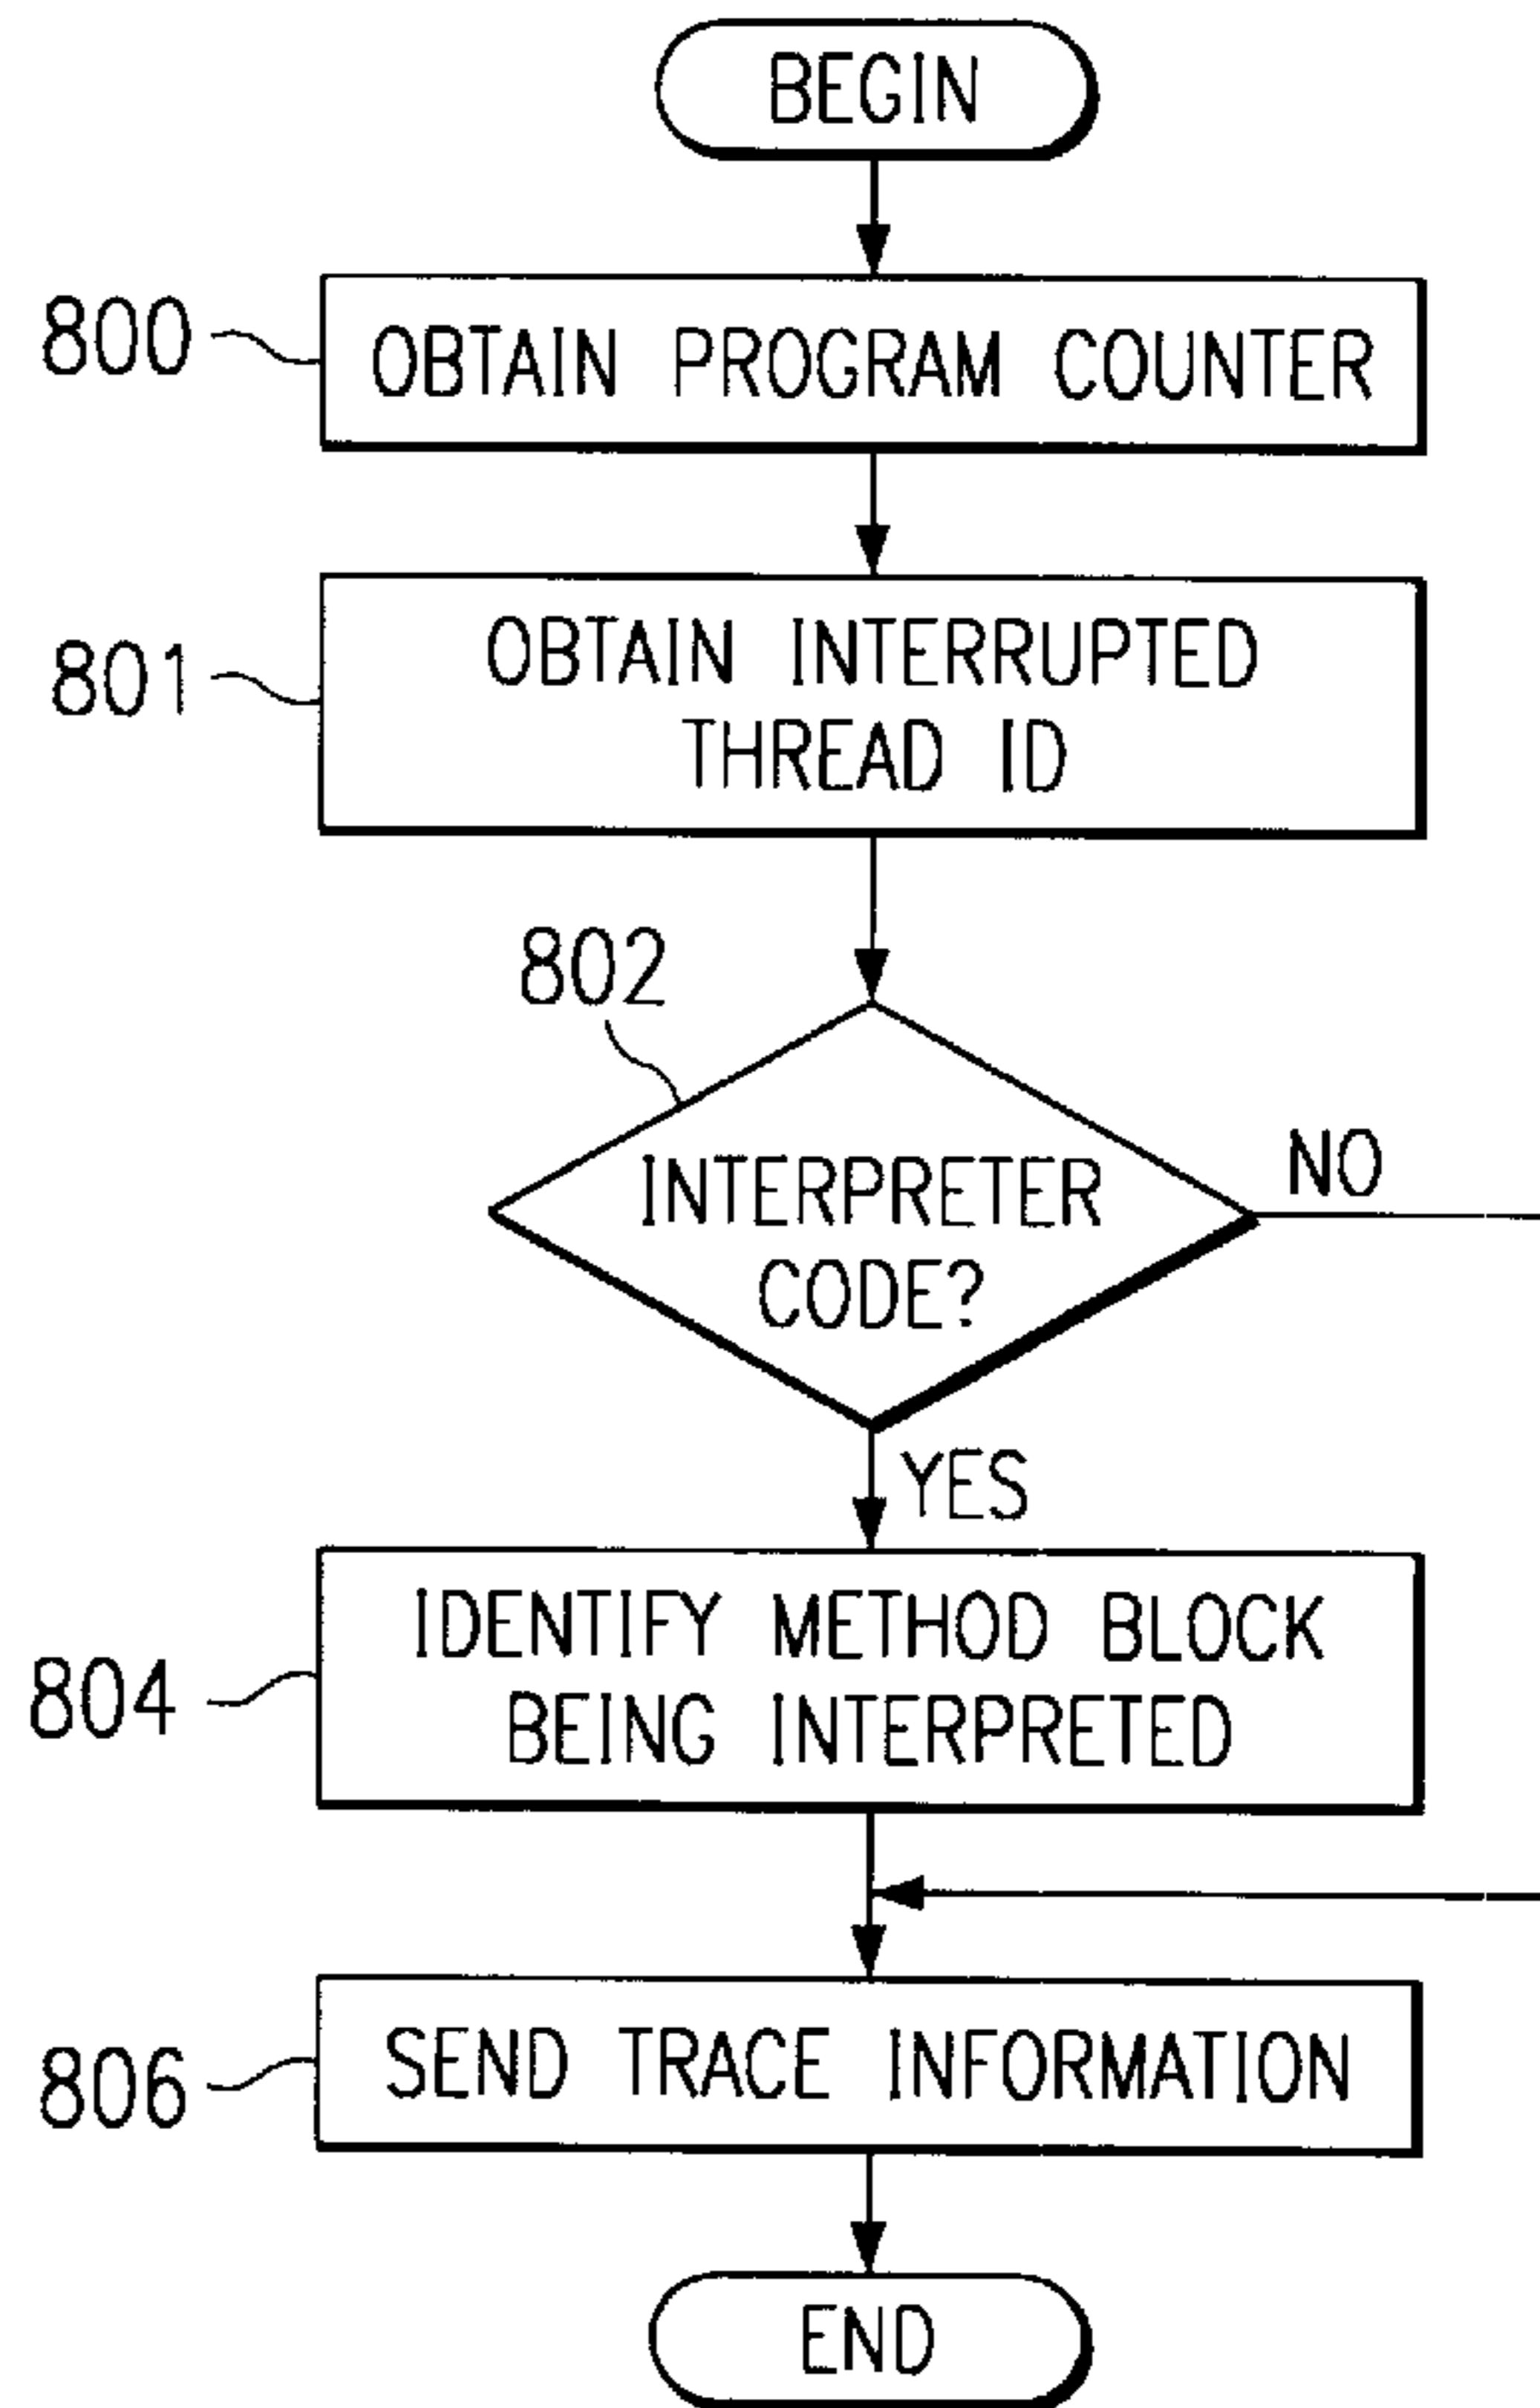 BEGIN
800
OBTAIN PROGRAM COUNTER
801
OBTAIN INTERRUPTED
THREAD ID
802
INTERPRETER
CODE?
NO
YES
804
IDENTIFY METHOD BLOCK
BEING INTERPRETED
806
SEND TRACE INFORMATION
END